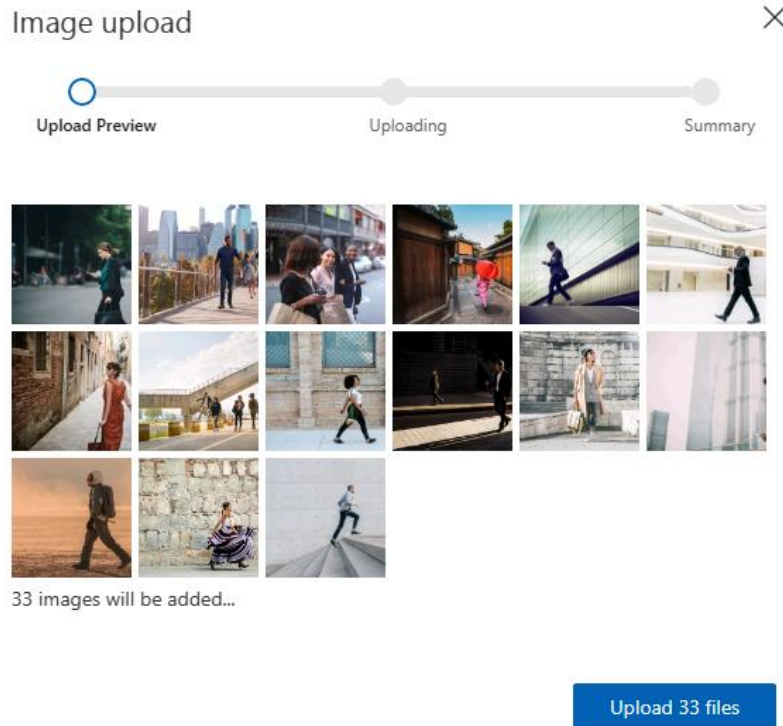 Image upload
Upload Preview
Uploading
Summary
33 images will be added...
Upload 33 files